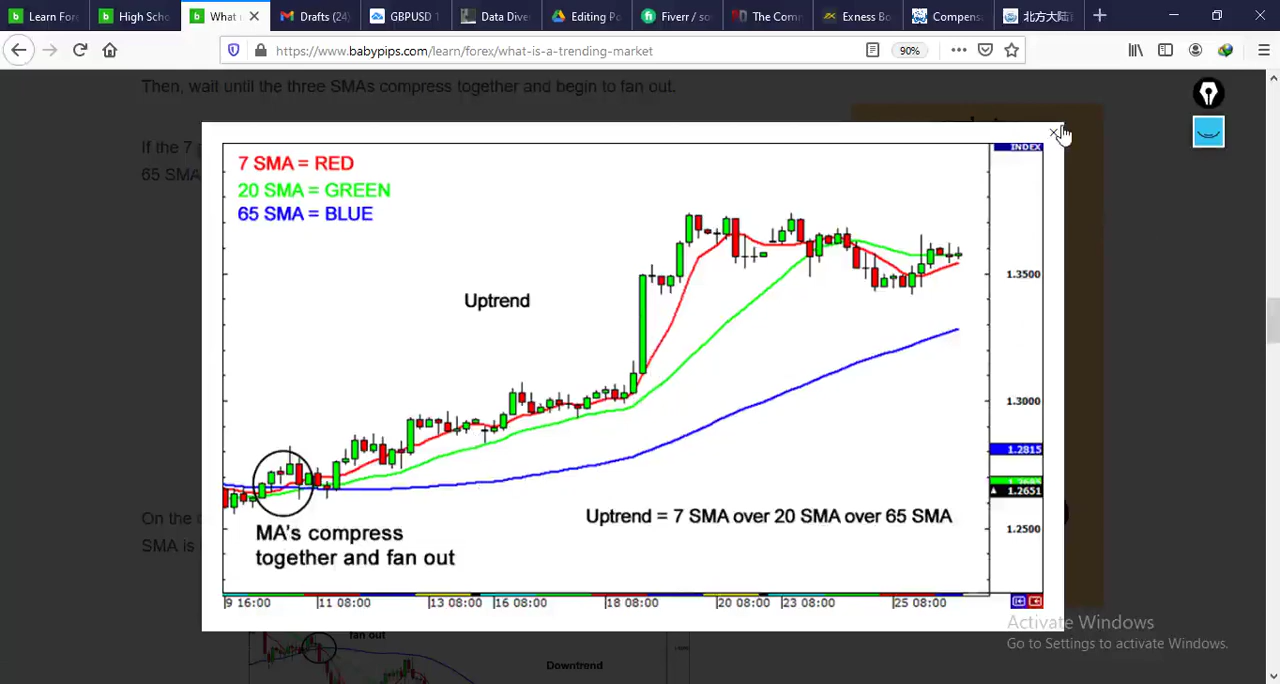 Learn For
High Scho
What i
Drafts (24)
GBPUSD 1
Data Dive
Editing Po
Fiverr / so
The Comm
Exness Bo
Compensa
北方大陆
https://www.babypips.com/learn/forex/what-is-a-trending-market
90%
Then, wait until the three SMAs compress together and begin to fan out.
If the 7
65 SMA
INDEX
7 SMA = RED
20 SMA = GREEN
65 SMA = BLUE
Uptrend
1.3500
1.3000
1.2815
1.2651
1.2500
MA's compress
together and fan out
Uptrend = 7 SMA over 20 SMA over 65 SMA
On the u
SMA is
9 16:00 11 08:00 13 08:00 16 08:00 18 08:00 20 08:00 23 08:00 25 08:00
Activate Windows
Go to Settings to activate Windows.
fan out
Downtrend